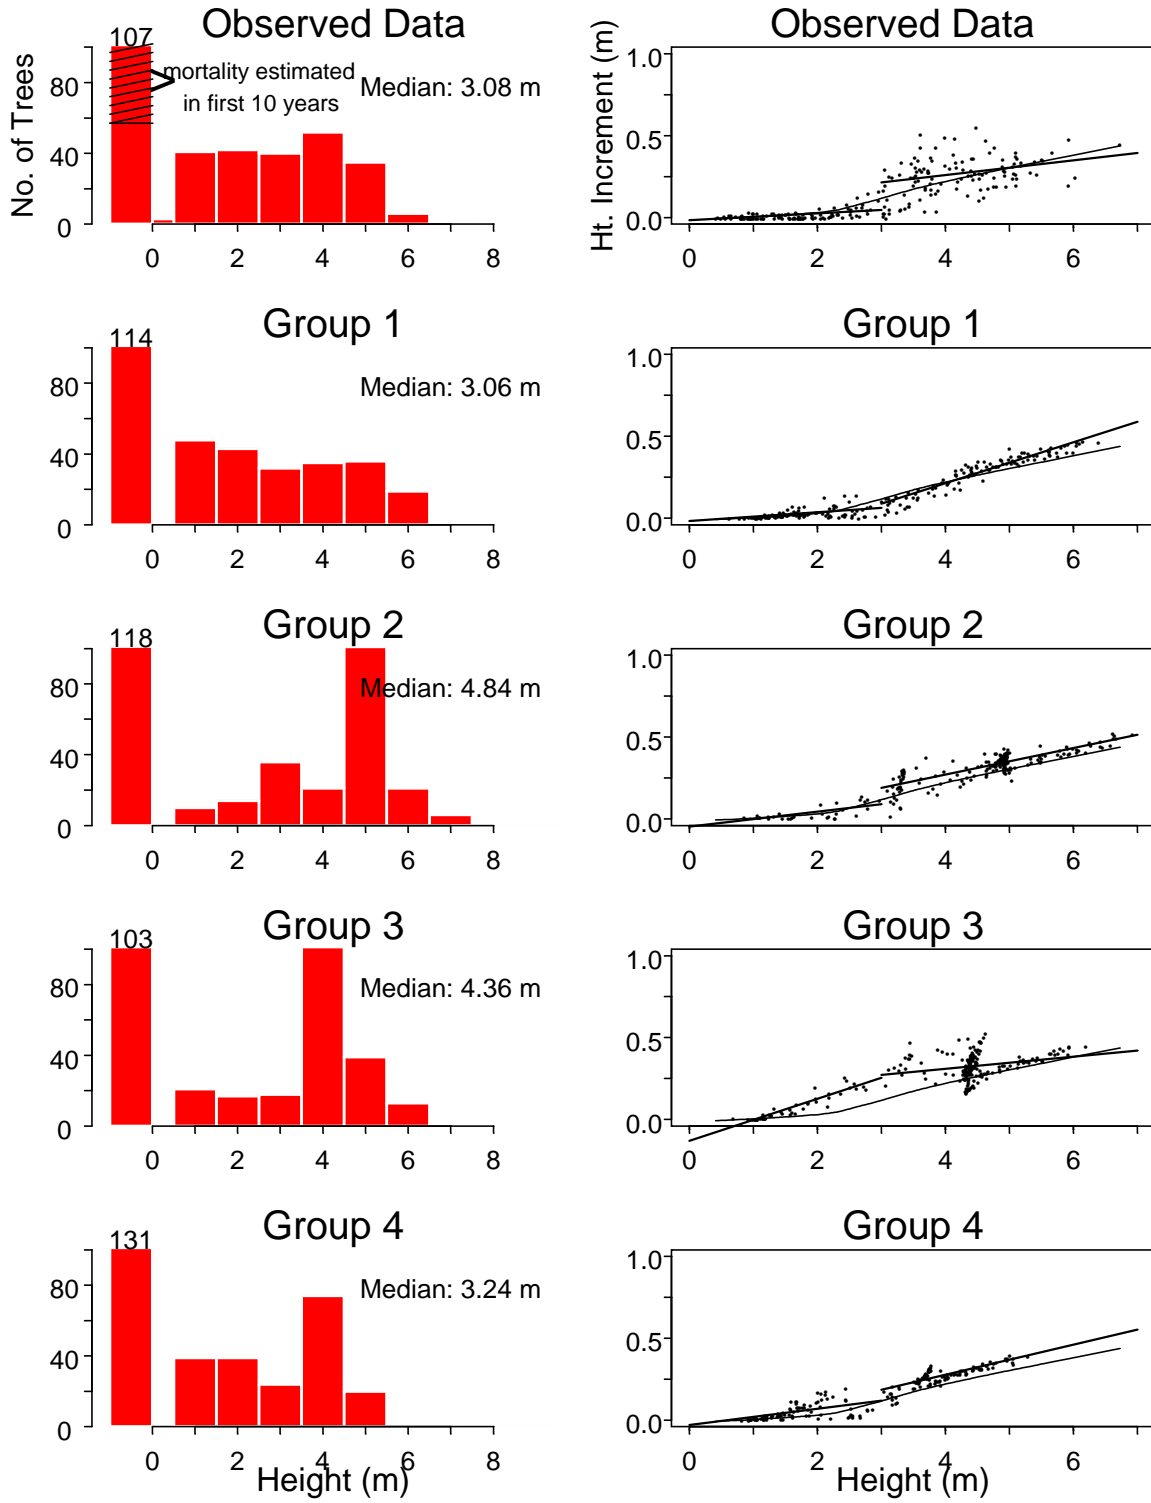 Observed Data
107
mortality estimated
in first 10 years
Median: 3.08 m
No. of Trees
80
40
0
0 2 4 6 8
Observed Data
Ht. Increment (m)
1.0
0.5
0.0
0 2 4 6
Group 1
114
Median: 3.06 m
80
40
0
0 2 4 6 8
Group 1
1.0
0.5
0.0
0 2 4 6
Group 2
118
Median: 4.84 m
80
40
0
0 2 4 6 8
Group 2
1.0
0.5
0.0
0 2 4 6
Group 3
103
Median: 4.36 m
80
40
0
0 2 4 6 8
Group 3
1.0
0.5
0.0
0 2 4 6
Group 4
131
Median: 3.24 m
80
40
0
0 2 4 6 8
Height (m)
Group 4
1.0
0.5
0.0
0 2 4 6
Height (m)